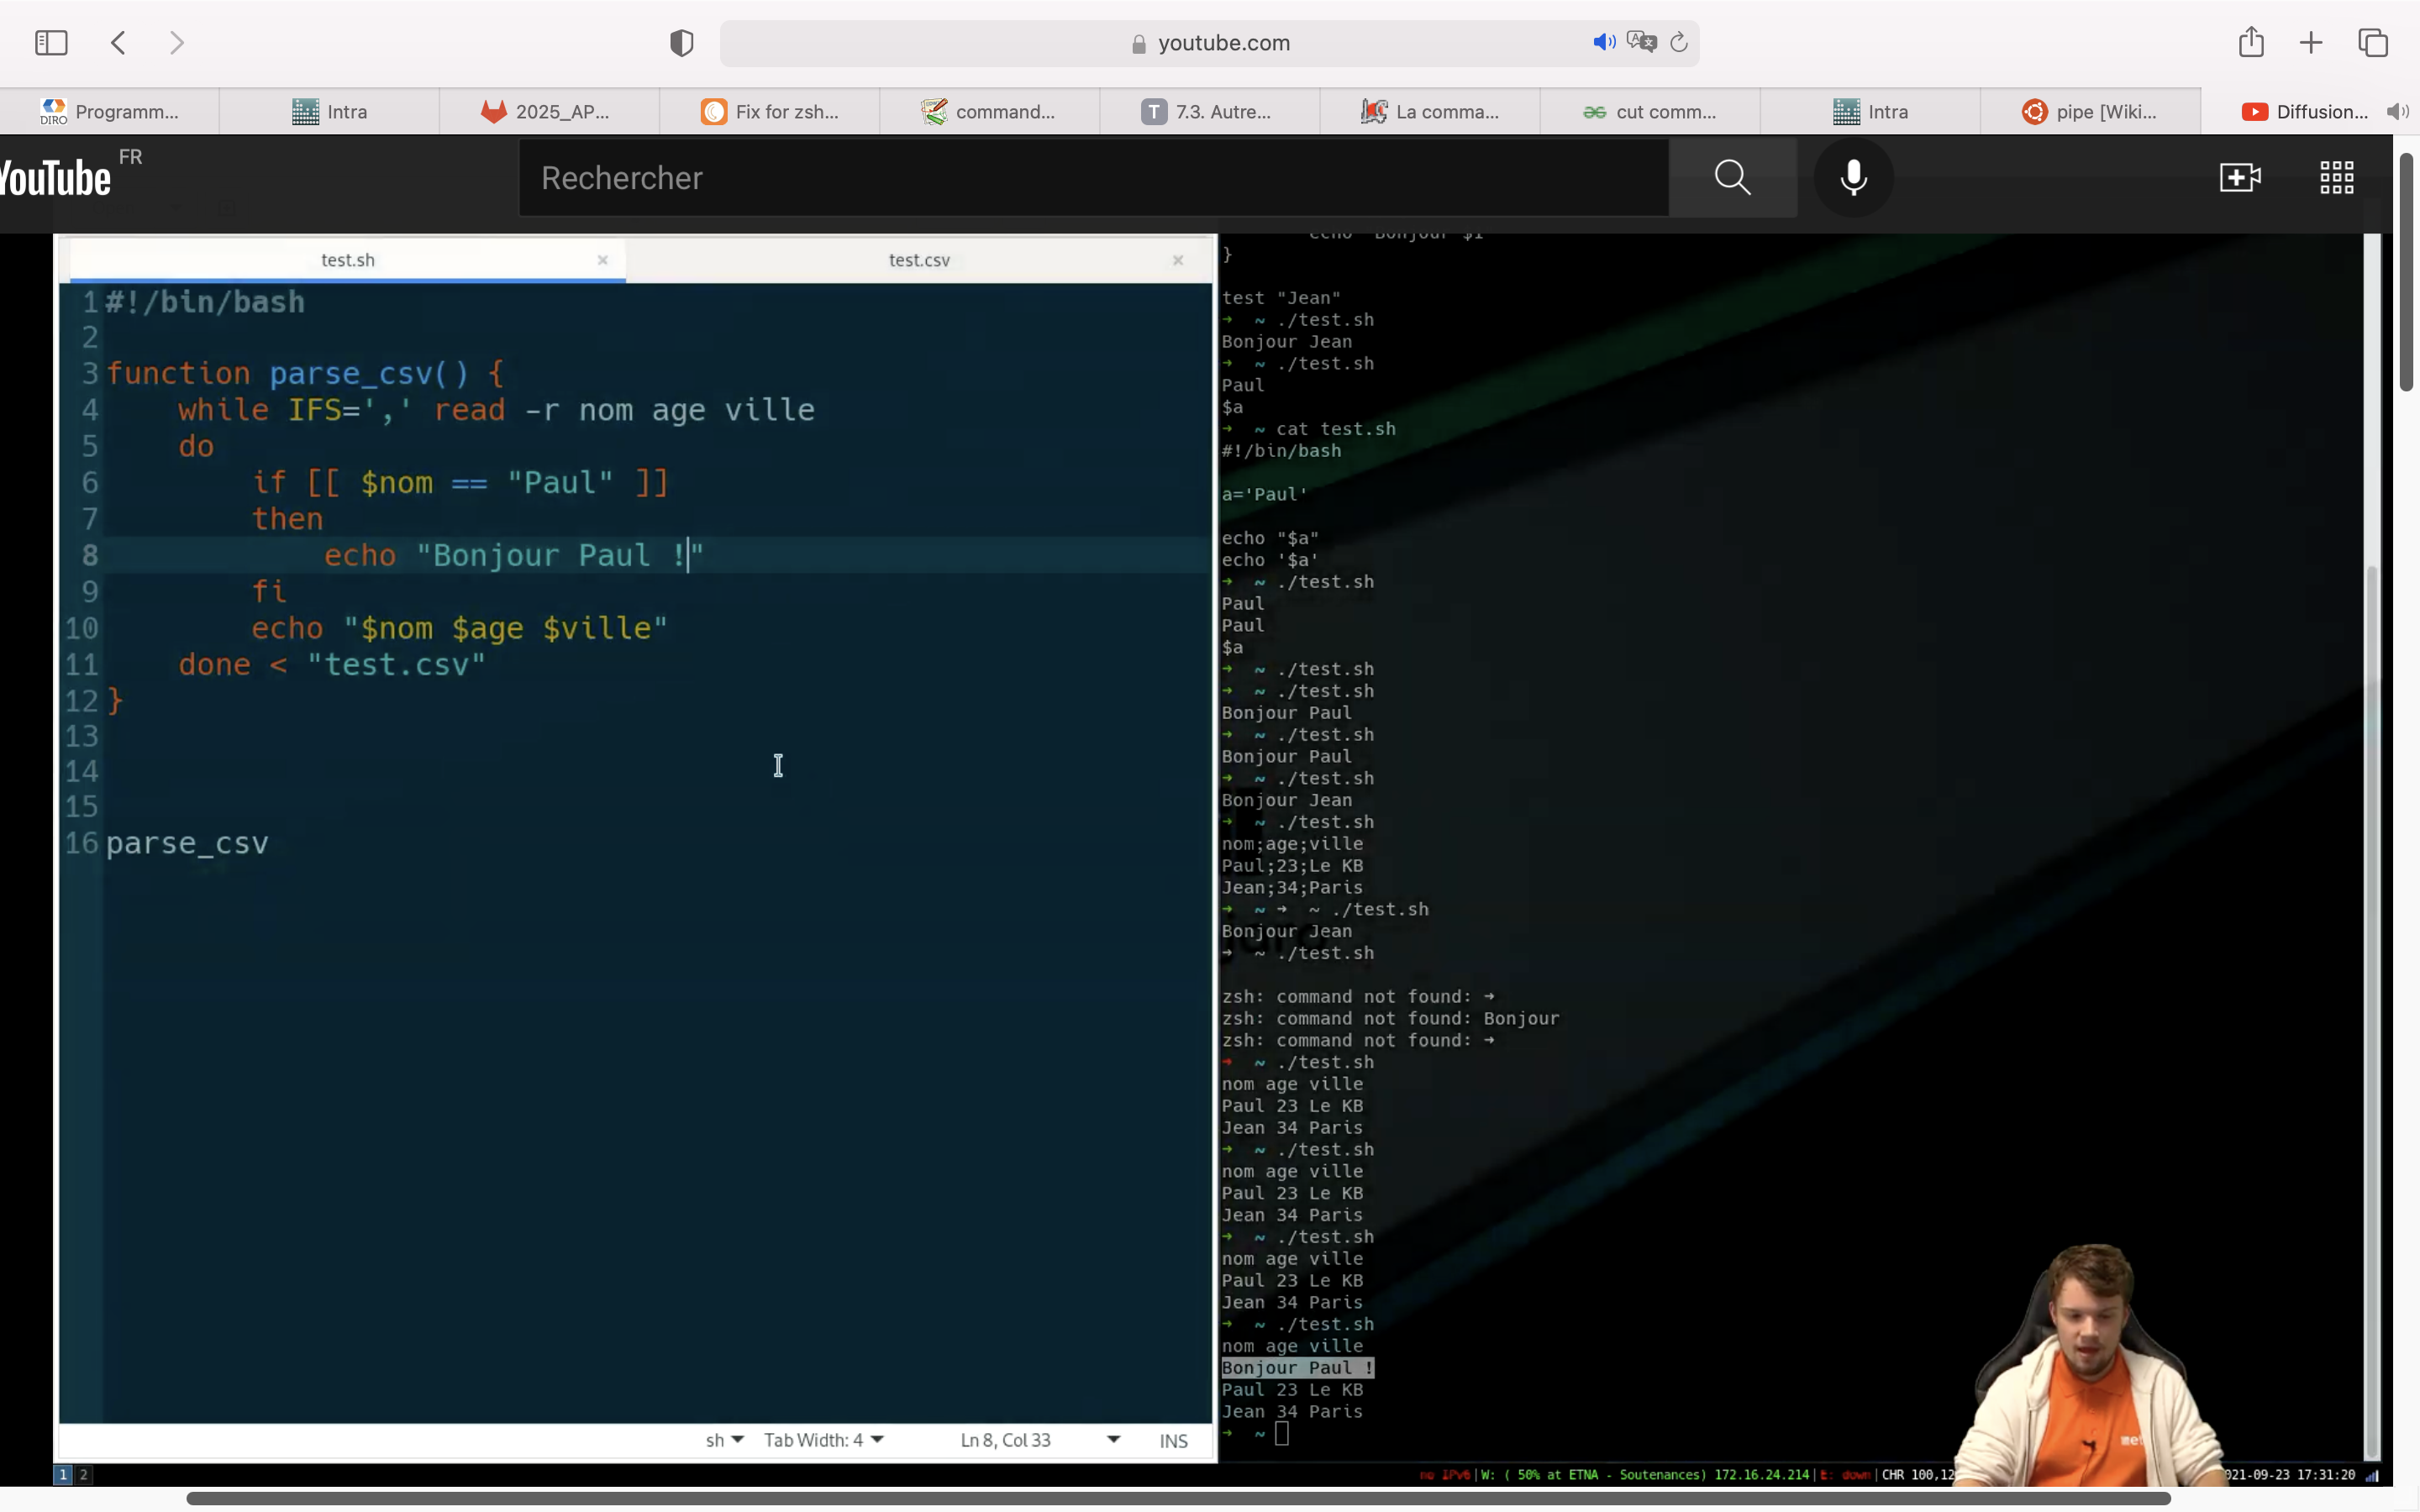 youtube.com
Programm...
Intra
2025_AP...
Fix for zsh...
command...
7.3. Autre...
La comma...
cut comm...
Intra
pipe [Wiki...
Diffusion...
YouTube FR
Rechercher
test.sh
test.csv
1 #!/bin/bash
2
3 function parse_csv() {
4 while IFS=',' read -r nom age ville
5 do
6 if [[ $nom == "Paul" ]]
7 then
8 echo "Bonjour Paul !"
9 fi
10 echo "$nom $age $ville"
11 done < "test.csv"
12 }
13
14
15
16 parse_csv
sh Tab Width: 4 Ln 8, Col 33 INS
echo "Bonjour $1"
}
test "Jean"
➜ ~ ./test.sh
Bonjour Jean
➜ ~ ./test.sh
Paul
$a
➜ ~ cat test.sh
#!/bin/bash
a='Paul'
echo "$a"
echo '$a'
➜ ~ ./test.sh
Paul
Paul
$a
➜ ~ ./test.sh
➜ ~ ./test.sh
Bonjour Paul
➜ ~ ./test.sh
Bonjour Paul
➜ ~ ./test.sh
Bonjour Jean
➜ ~ ./test.sh
nom;age;ville
Paul;23;Le KB
Jean;34;Paris
➜ ~ ➜ ~ ./test.sh
Bonjour Jean
➜ ~ ./test.sh
zsh: command not found: ➜
zsh: command not found: Bonjour
zsh: command not found: ➜
➜ ~ ./test.sh
nom age ville
Paul 23 Le KB
Jean 34 Paris
➜ ~ ./test.sh
nom age ville
Paul 23 Le KB
Jean 34 Paris
➜ ~ ./test.sh
nom age ville
Paul 23 Le KB
Jean 34 Paris
➜ ~ ./test.sh
nom age ville
Bonjour Paul !
Paul 23 Le KB
Jean 34 Paris
➜ ~
1 2
no IPv6|W: ( 50% at ETNA - Soutenances) 172.16.24.214|E: down|CHR 100,12
21-09-23 17:31:20